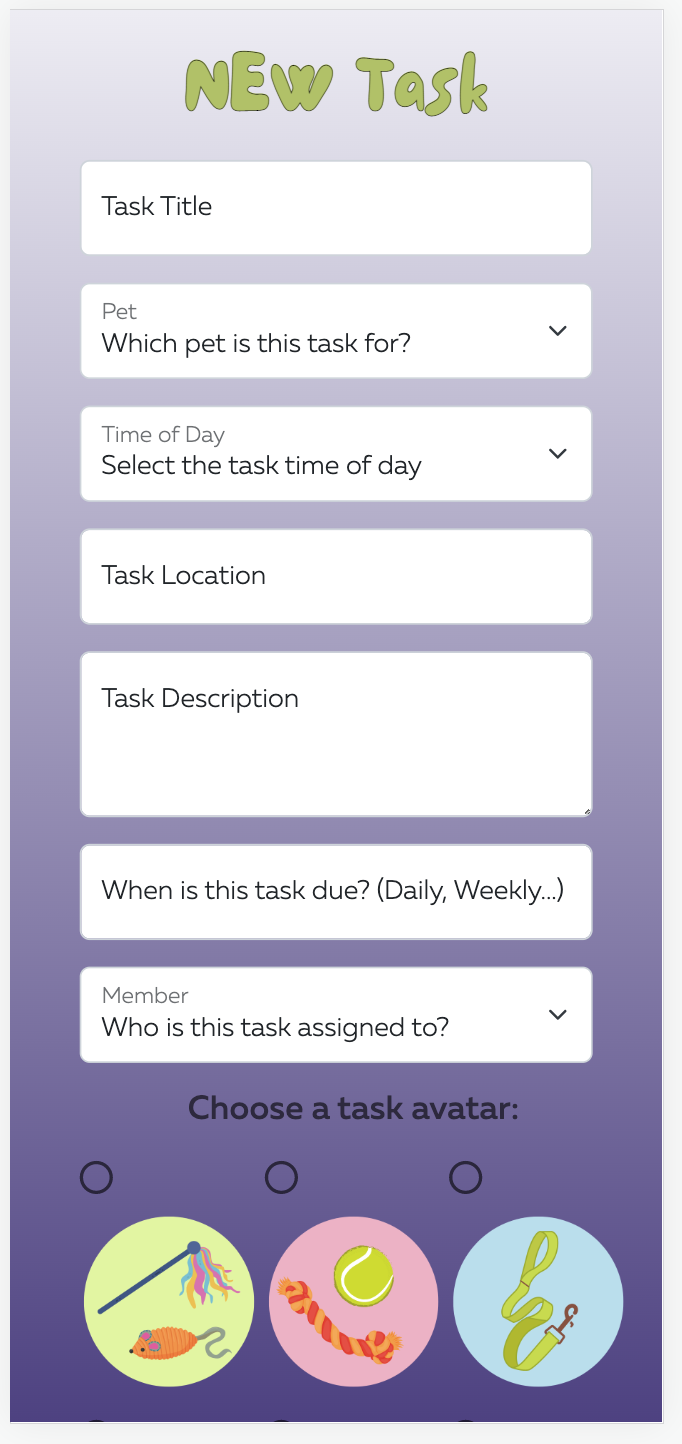 NEW Task
Task Title
Pet
Which pet is this task for?
Time of Day
Select the task time of day
Task Location
Task Description
When is this task due? (Daily, Weekly...)
Member
Who is this task assigned to?
Choose a task avatar: